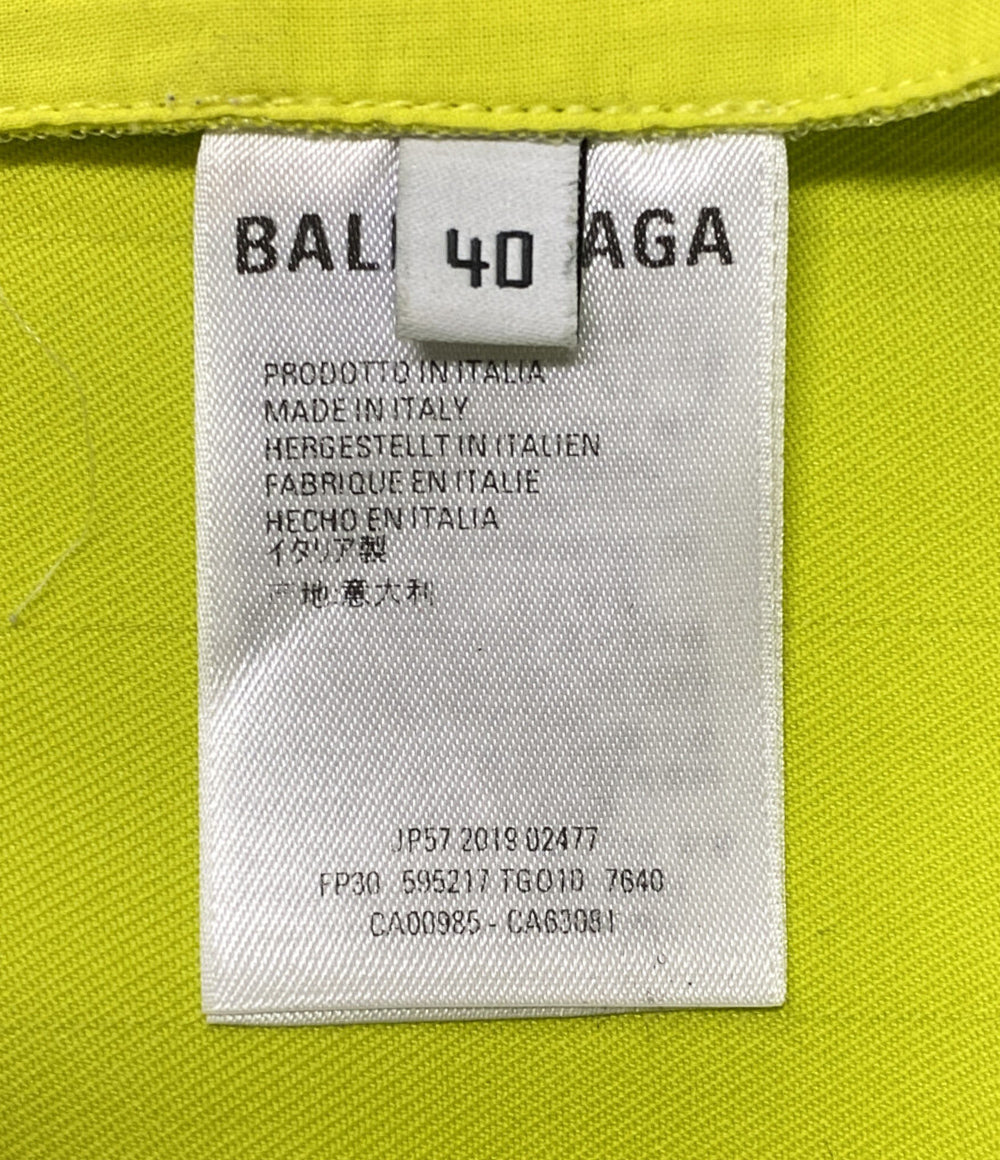 BAL AGA
40
PRODOTTO IN ITALIA
MADE IN ITALY
HERGESTELLT IN ITALIEN
FABRIQUE EN ITALIE
HECHO EN ITALIA
イタリア製
地:意大利
JP57 2019 02477
FP30 595217 TGO10 7640
CA00985 - CA63081